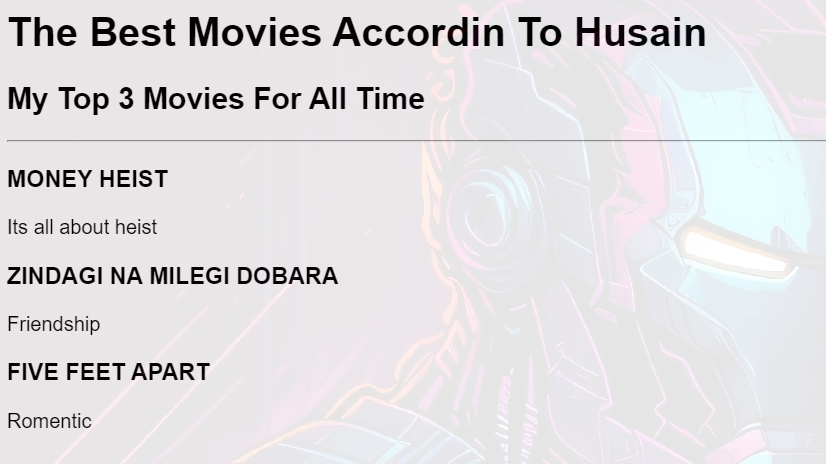 The Best Movies Accordin To Husain
My Top 3 Movies For All Time
MONEY HEIST
Its all about heist
ZINDAGI NA MILEGI DOBARA
Friendship
FIVE FEET APART
Romentic